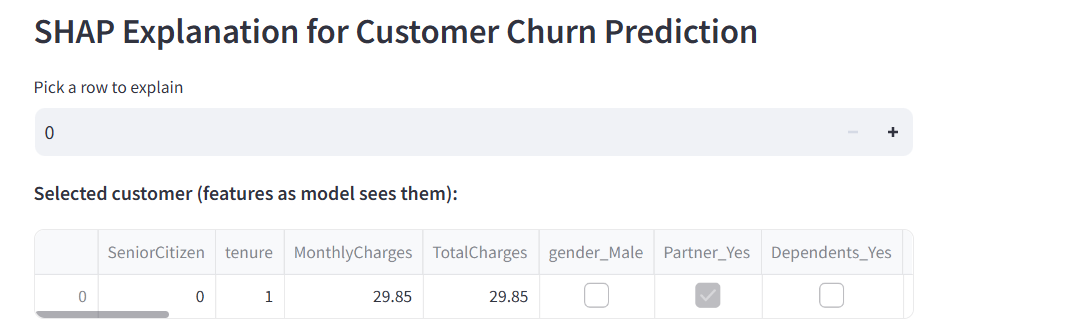 SHAP Explanation for Customer Churn Prediction
Pick a row to explain
0
Selected customer (features as model sees them):
SeniorCitizen tenure MonthlyCharges TotalCharges gender_Male Partner_Yes Dependents_Yes
0 0 1 29.85 29.85